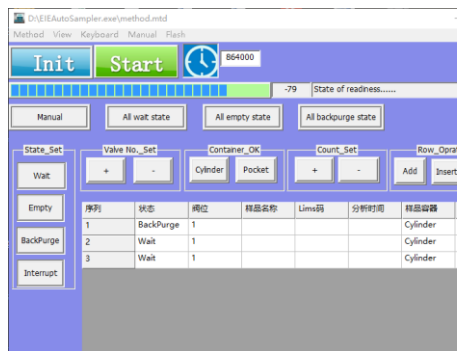 D:\EIEAutoSampler.exe\method.mtd
Method View Keyboard Manual Flash
Init Start 864000
-79 State of readiness......
Manual All wait state All empty state All backpurge state
State_Set Valve No._Set Container_OK Count_Set Row_Oprat
Wait + - Cylinder Pocket + - Add Insert
Empty
序列 状态 阀位 样品名称 Lims码 分析时间 样品容器
1 BackPurge 1 Cylinder
BackPurge
2 Wait 1 Cylinder
3 Wait 1 Cylinder
Interrupt